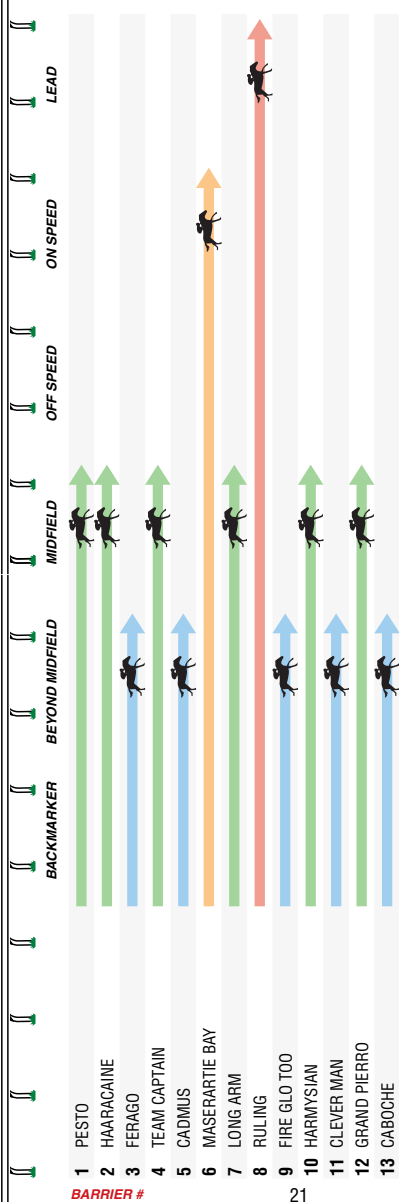 LEAD
ON SPEED
OFF SPEED
MIDFIELD
BEYOND MIDFIELD
BACKMARKER
1 PESTO
2 HAARACAINE
3 FERAGO
4 TEAM CAPTAIN
5 CADMUS
6 MASERARTIE BAY
7 LONG ARM
8 RULING
9 FIRE GLO TOO
10 HARMYSIAN
11 CLEVER MAN
12 GRAND PIERRO
13 CABOCHE
BARRIER #
21